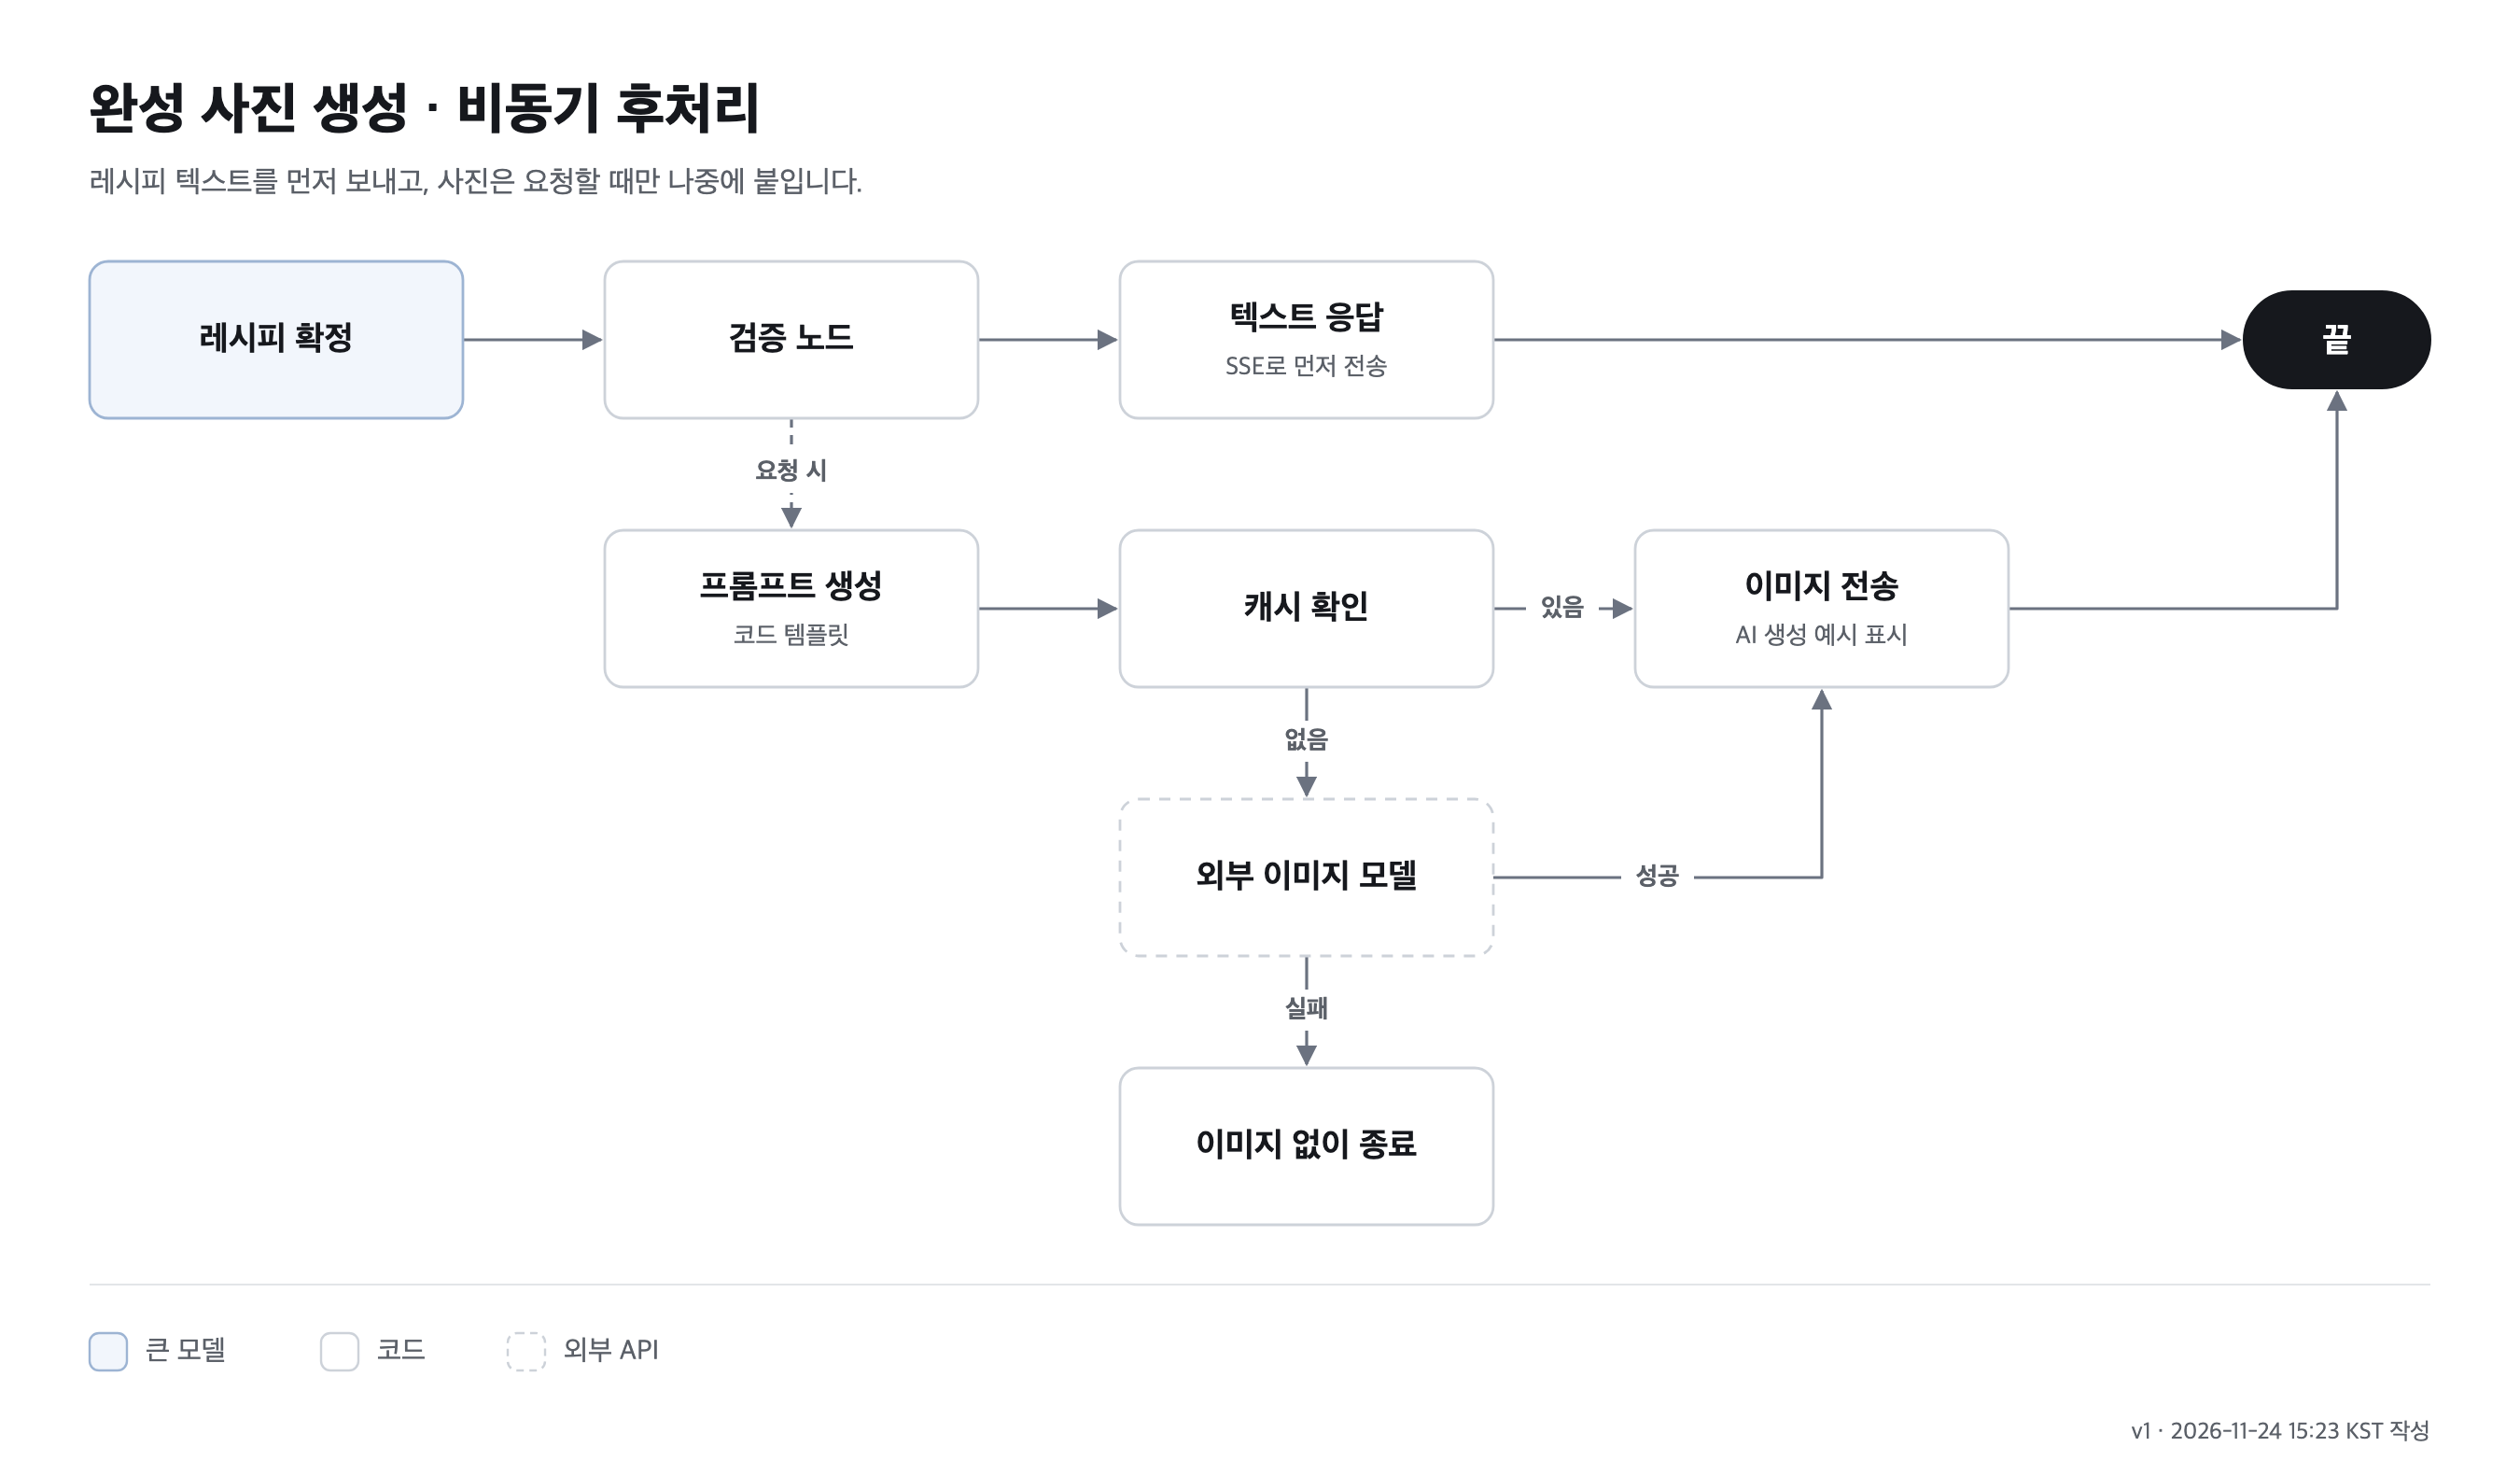 완성 사진 생성 · 비동기 후처리
레시피 텍스트를 먼저 보내고, 사진은 요청할 때만 나중에 붙입니다.
레시피 확정
검증 노드
텍스트 응답
SSE로 먼저 전송
끝
요청 시
프롬프트 생성
코드 템플릿
캐시 확인
있음
이미지 전송
AI 생성 예시 표시
없음
외부 이미지 모델
성공
실패
이미지 없이 종료
큰 모델
코드
외부 API
v1 · 2026-11-24 15:23 KST 작성